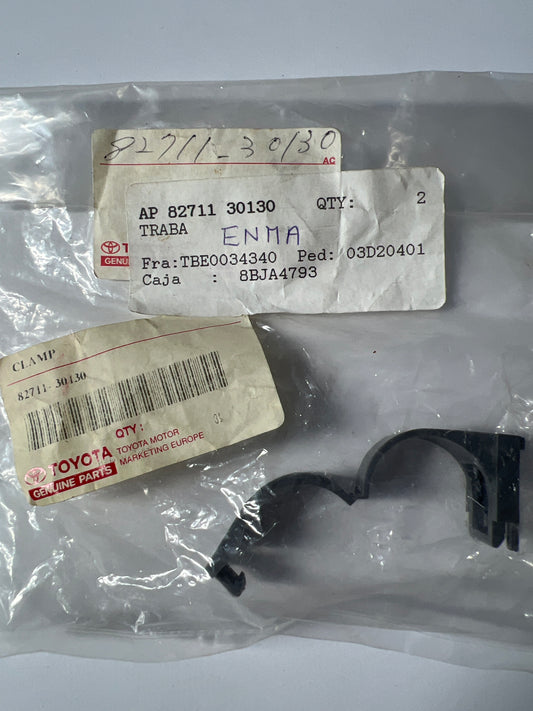 82711-30130
AC
AP 82711 30130 QTY: 2
TRABA
ENMA
Fra:TBE0034340 Ped: 03D20401
Caja : 8BJA4793
T
GENU
CLAMP
82711-30130
QTY :
TOYOTA
TOYOTA MOTOR
MARKETING EUROPE
GENUINE PARTS